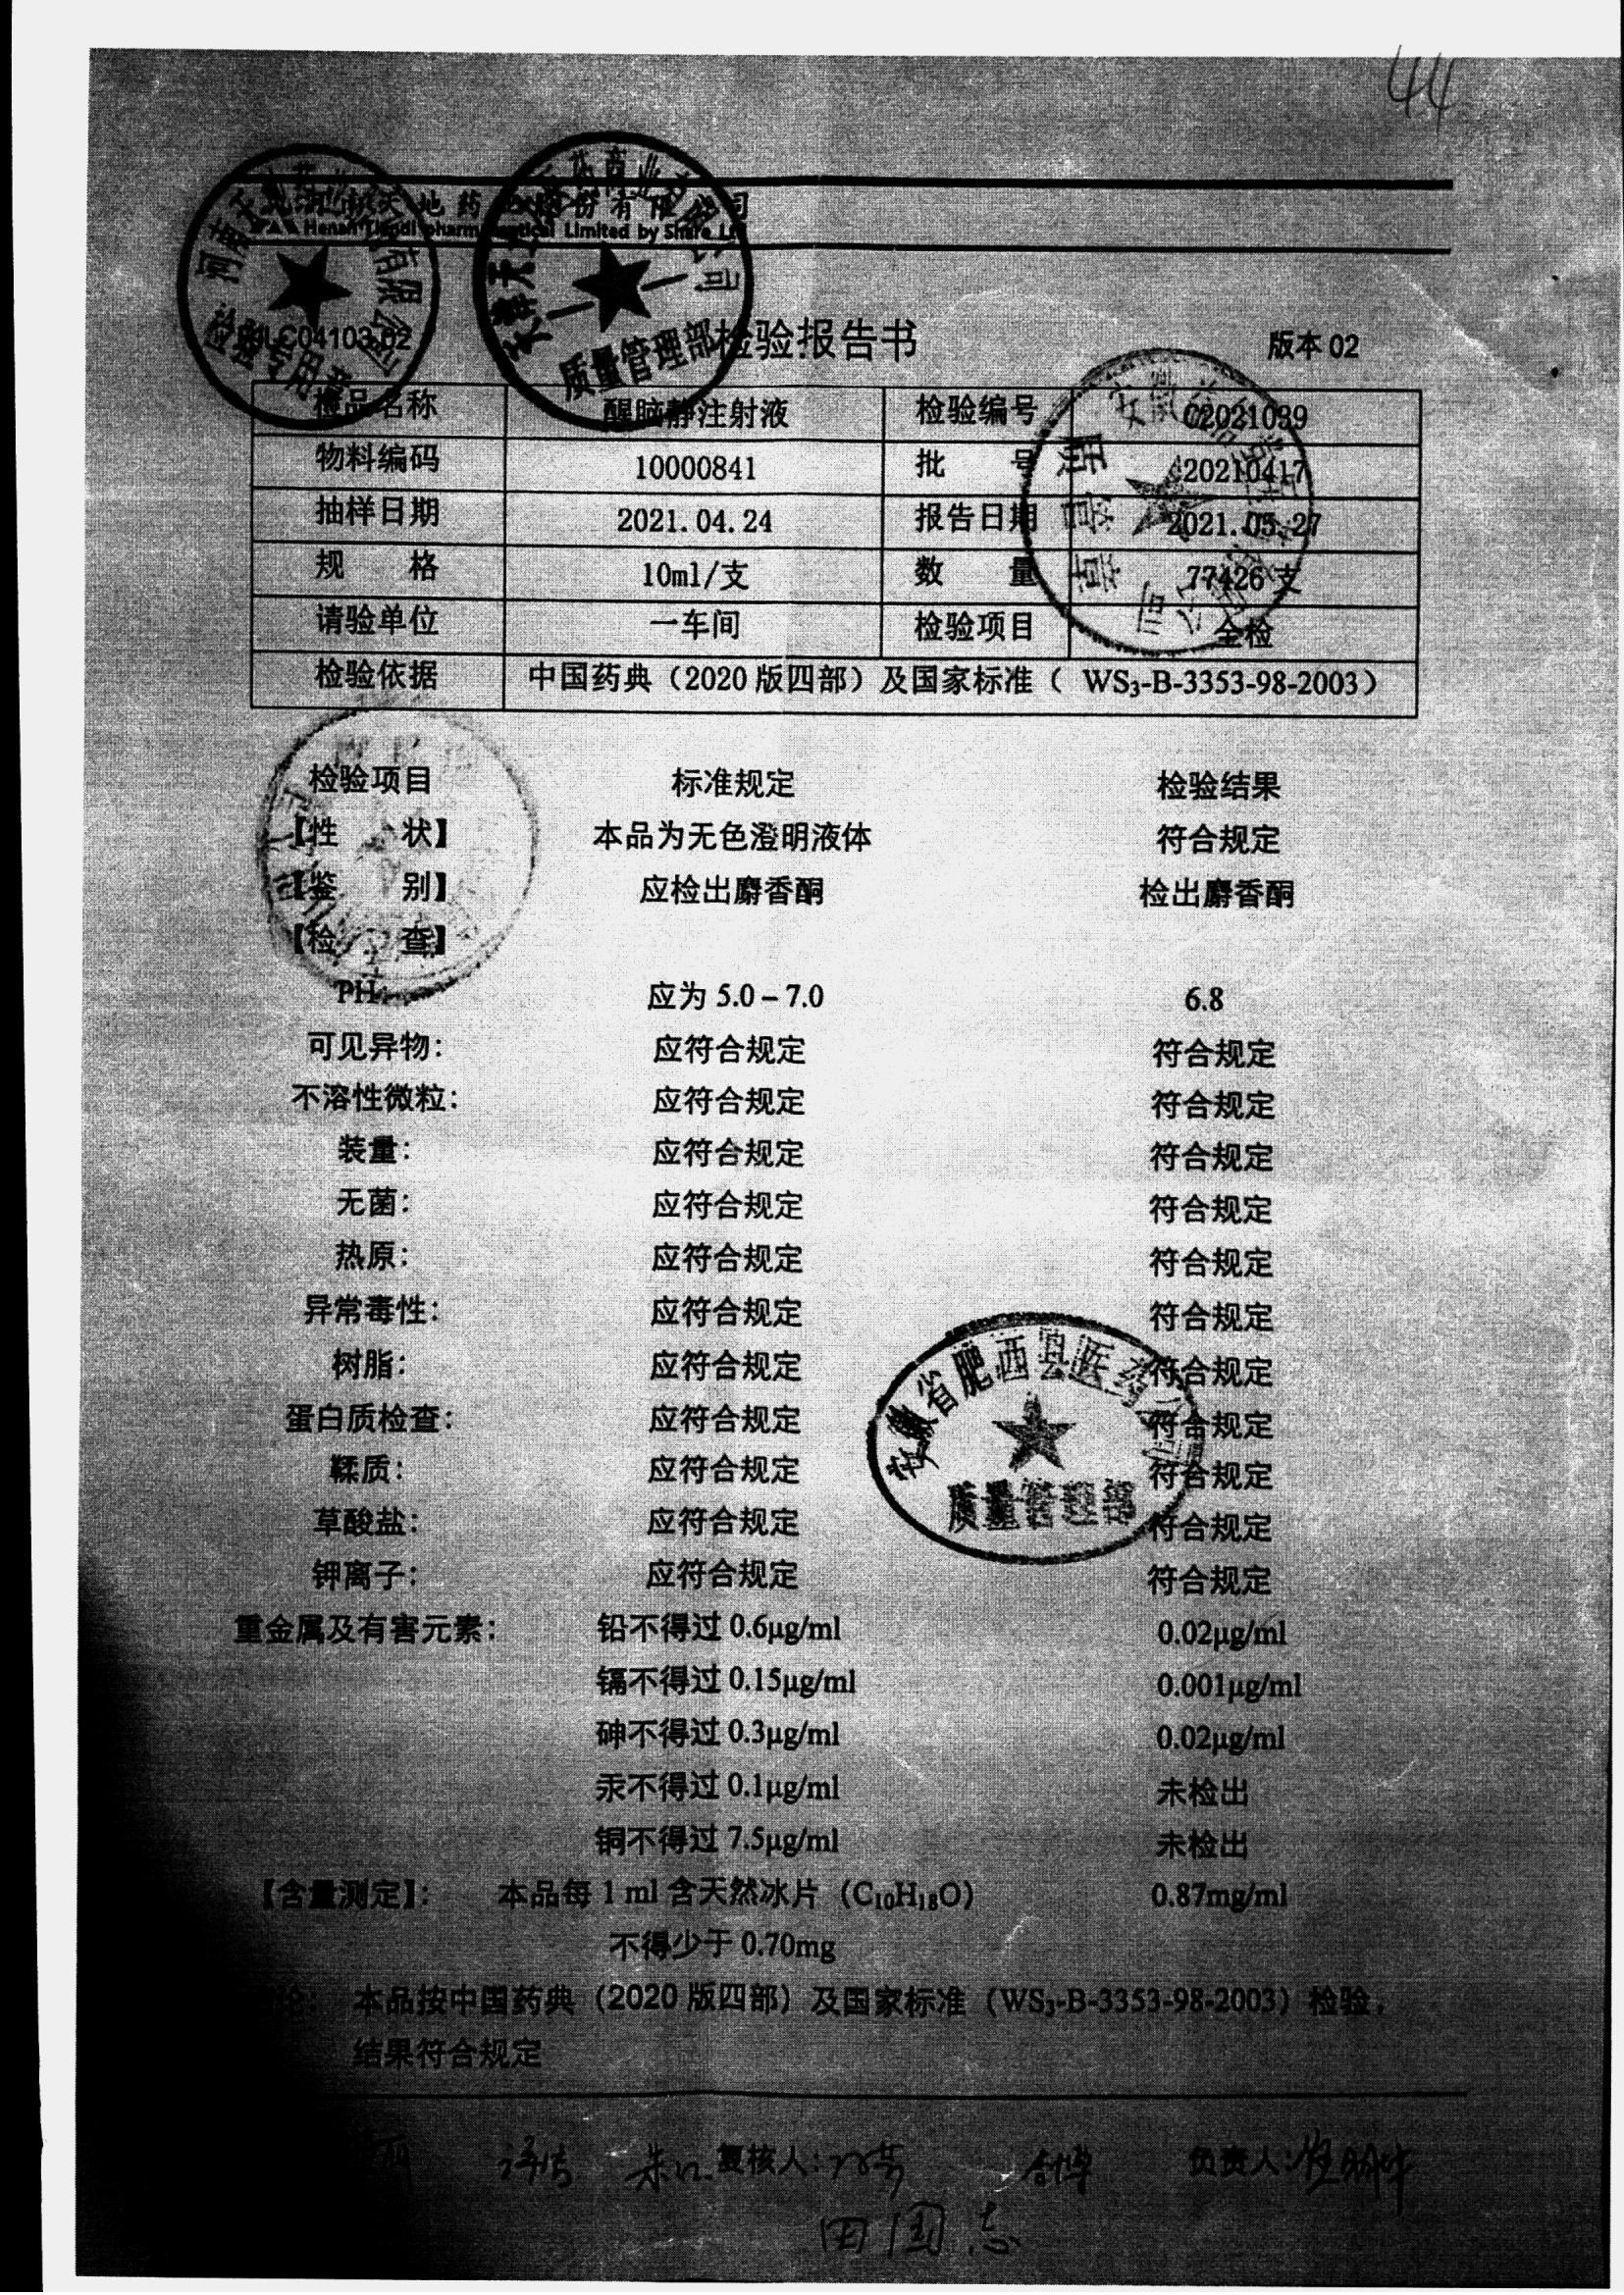 44
河南天地药业股份有限公司
Henan Tiandi pharmaceutical Limited by Share Ltd
质量管理部
检验报告书
版本 02
检品名称 醒脑静注射液 检验编号 C2021039
物料编码 10000841 批 号 20210417
抽样日期 2021.04.24 报告日期 2021.05.27
规 格 10ml/支 数 量 77426 支
请验单位 一车间 检验项目 全检
检验依据 中国药典（2020 版四部）及国家标准（ WS₃-B-3353-98-2003）
检验项目 标准规定 检验结果
【性 状】 本品为无色澄明液体 符合规定
【鉴 别】 应检出麝香酮 检出麝香酮
【检 查】
PH： 应为 5.0 – 7.0 6.8
可见异物： 应符合规定 符合规定
不溶性微粒： 应符合规定 符合规定
装量： 应符合规定 符合规定
无菌： 应符合规定 符合规定
热原： 应符合规定 符合规定
异常毒性： 应符合规定 符合规定
树脂： 应符合规定 符合规定
蛋白质检查： 应符合规定 符合规定
鞣质： 应符合规定 符合规定
草酸盐： 应符合规定 符合规定
钾离子： 应符合规定 符合规定
安徽省肥西县医药公司
质量管理部
重金属及有害元素： 铅不得过 0.6μg/ml 0.02μg/ml
镉不得过 0.15μg/ml 0.001μg/ml
砷不得过 0.3μg/ml 0.02μg/ml
汞不得过 0.1μg/ml 未检出
铜不得过 7.5μg/ml 未检出
【含量测定】： 本品每 1 ml 含天然冰片（C₁₀H₁₈O） 0.87mg/ml
不得少于 0.70mg
论： 本品按中国药典（2020 版四部）及国家标准（WS₃-B-3353-98-2003）检验，
结果符合规定
复核人： 负责人：
田国志